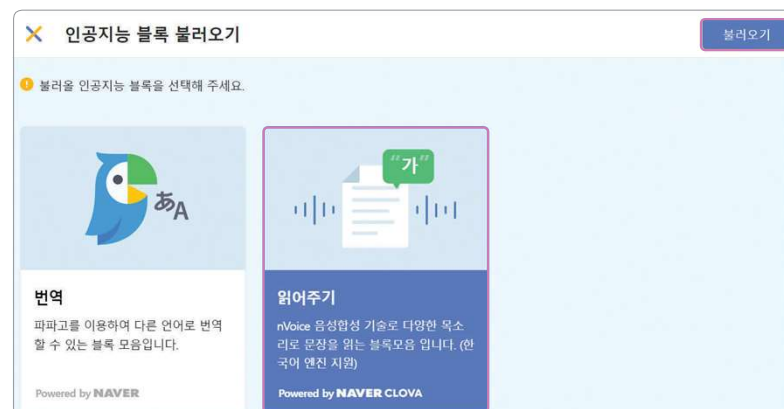 인공지능 블록 불러오기
불러오기
불러올 인공지능 블록을 선택해 주세요.
あA
"가"
번역
파파고를 이용하여 다른 언어로 번역
할 수 있는 블록 모음입니다.
Powered by NAVER
읽어주기
nVoice 음성합성 기술로 다양한 목소
리로 문장을 읽는 블록모음 입니다. (한
국어 엔진 지원)
Powered by NAVER CLOVA